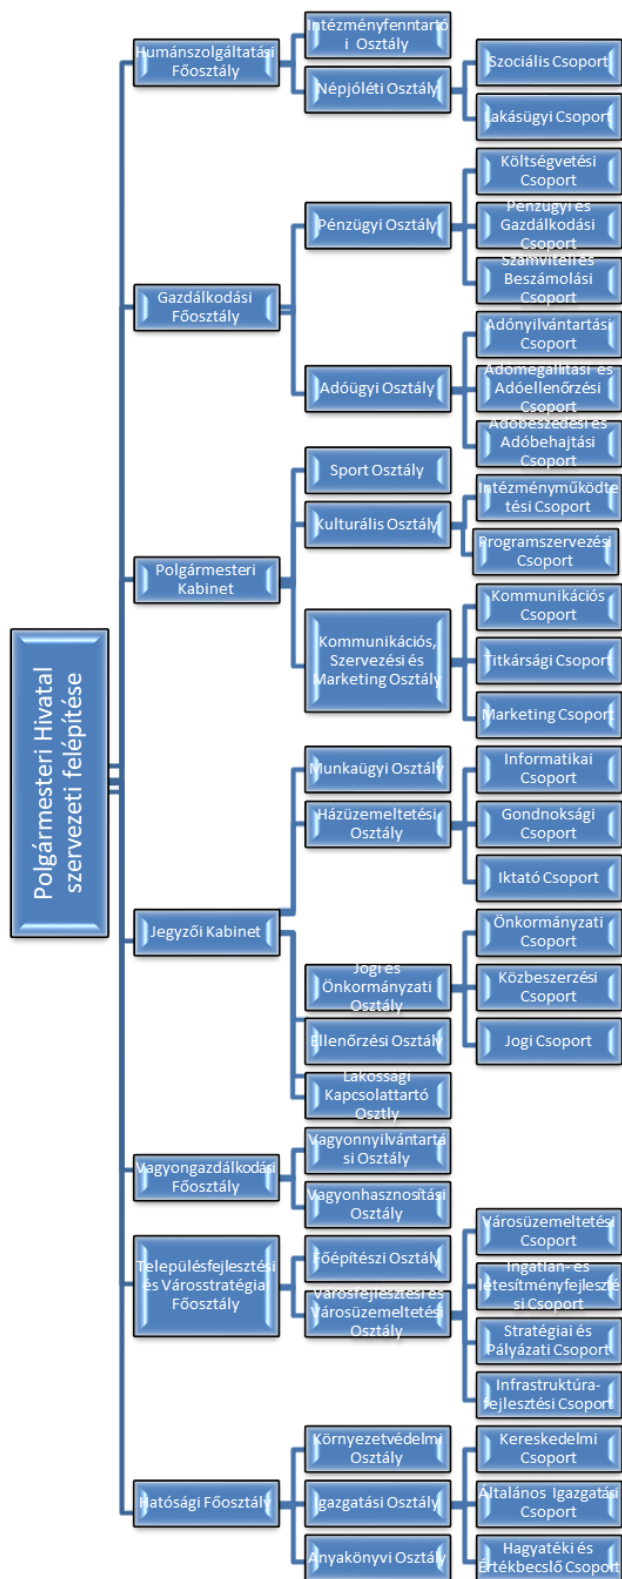 Polgármesteri Hivatal
szervezeti felépítése
Humánszolgáltatási
Főosztály
Intézményfenntart
ói Osztály
Népjóléti Osztály
Szociális Csoport
Lakásügyi Csoport
Gazdálkodási
Főosztály
Pénzügyi Osztály
Költségvetési
Csoport
Pénzügyi és
Gazdálkodási
Csoport
Számviteli és
Beszámolási
Csoport
Adóügyi Osztály
Adónyilvántartási
Csoport
Adómegállítási és
Adóellenőrzési
Csoport
Adóbeszedési és
Adóbehajtási
Csoport
Polgármesteri
Kabinet
Sport Osztály
Kulturális Osztály
Intézményműködte
tési Csoport
Programszervezési
Csoport
Kommunikációs,
Szervezési és
Marketing Osztály
Kommunikációs
Csoport
Titkársági Csoport
Marketing Csoport
Jegyzői Kabinet
Munkaügyi Osztály
Házüzemeltetési
Osztály
Informatikai
Csoport
Gondnoksági
Csoport
Iktató Csoport
Jogi és
Önkormányzati
Osztály
Önkormányzati
Csoport
Közbeszerzési
Csoport
Jogi Csoport
Ellenőrzési Osztály
Lakossági
Kapcsolattartó
Osztly
Vagyongazdálkodási
Főosztály
Vagyonnyilvántartá
si Osztály
Vagyonhasznosítási
Osztály
Településfejlesztési
és Városstratégiai
Főosztály
Főépítészi Osztály
Városfejlesztési és
Városüzemeltetési
Osztály
Városüzemeltetési
Csoport
Ingatlan- és
létesítményfejleszté
si Csoport
Stratégiai és
Pályázati Csoport
Infrastruktúra-
fejlesztési Csoport
Hatósági Főosztály
Környezetvédelmi
Osztály
Igazgatási Osztály
Kereskedelmi
Csoport
Általános Igazgatási
Csoport
Hagyatéki és
Értékbecslő Csoport
Anyakönyvi Osztály